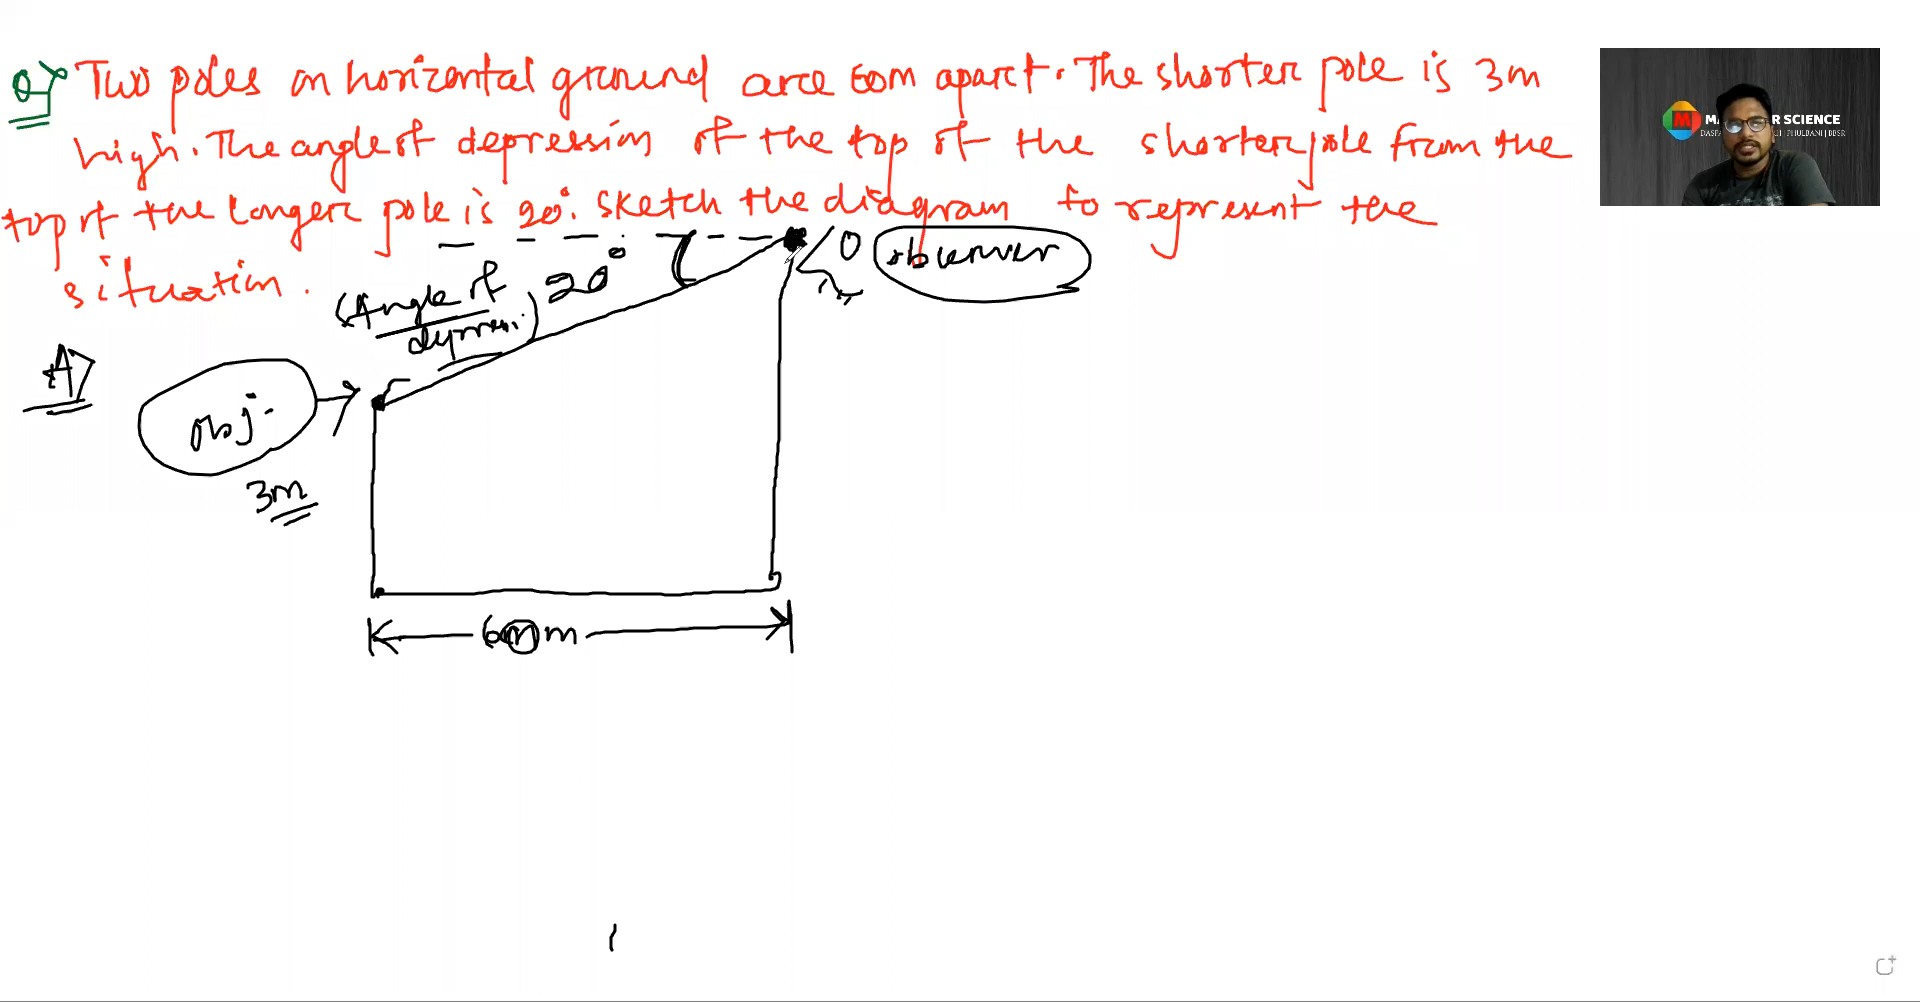 Q> Two poles on horizontal ground are 60m apart. The shorter pole is 3m
high. The angle of depression of the top of the shorter pole from the
top of the longer pole is 20°. Sketch the diagram to represent the
situation.
20° O observer
(Angle of
A>
obj-
3m
60m m
SCIENCE